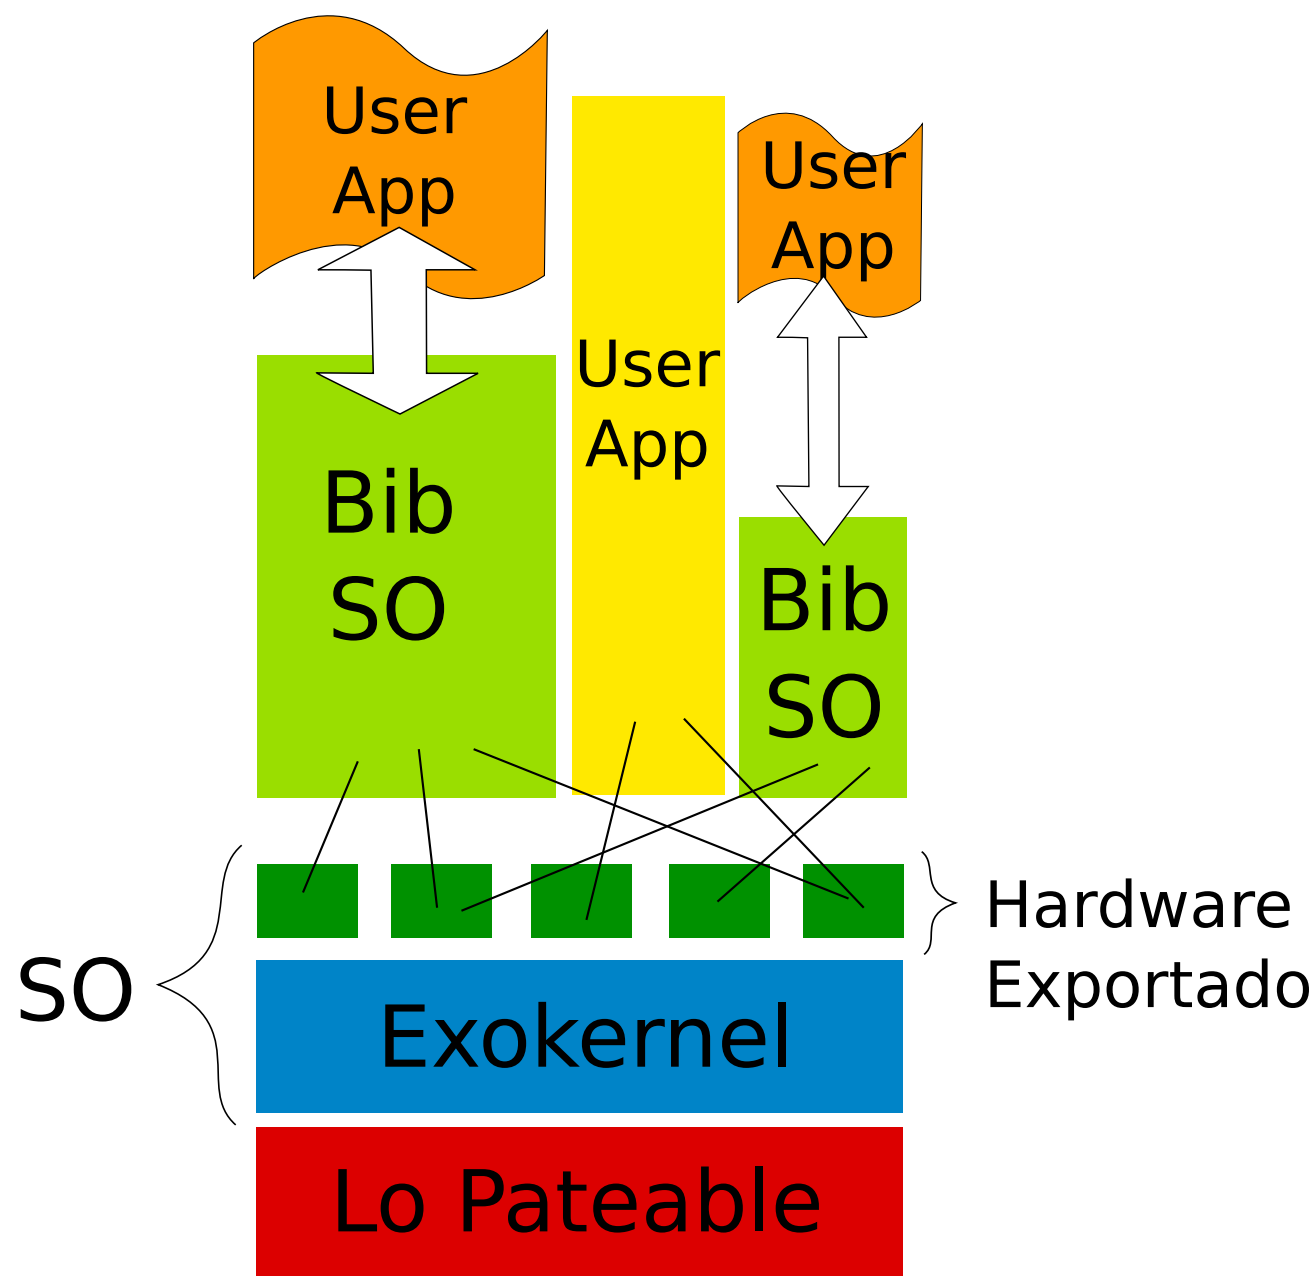 User
App
User
App
User
App
Bib
SO
Bib
SO
SO
Hardware
Exportado
Exokernel
Lo Pateable